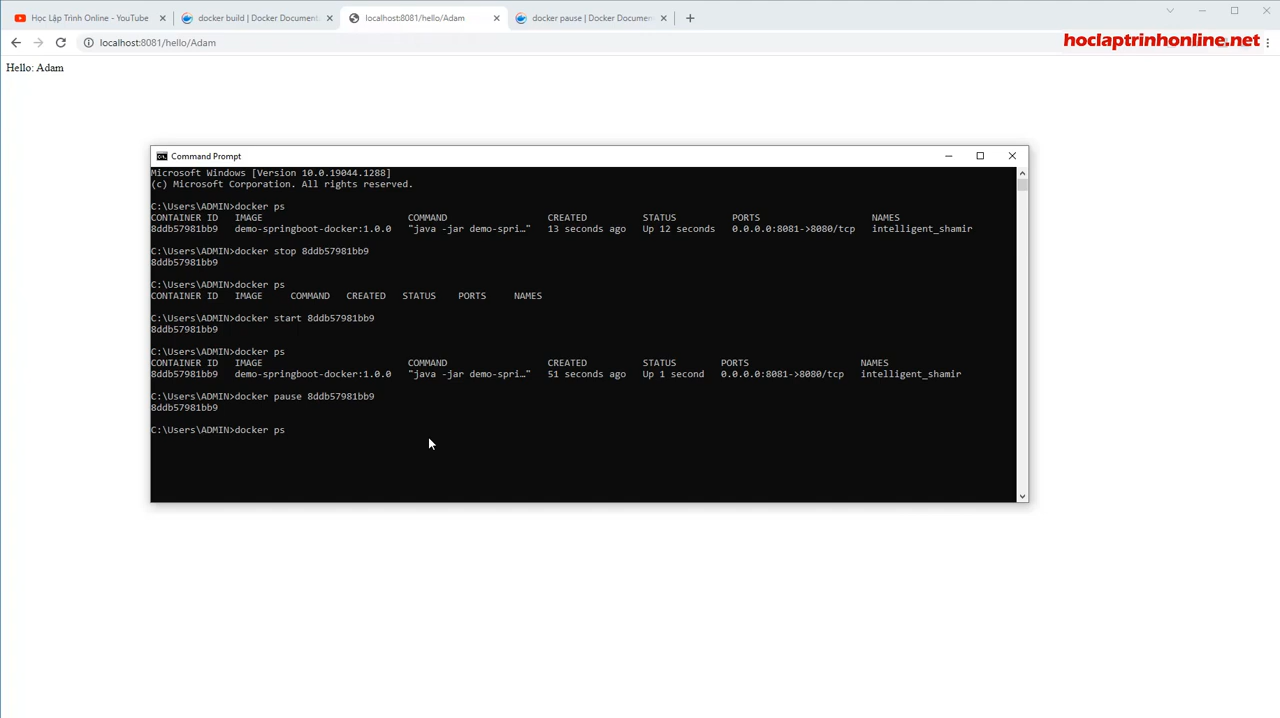 Học Lập Trình Online - YouTube
docker build | Docker Document
localhost:8081/hello/Adam
docker pause | Docker Documen
localhost:8081/hello/Adam
hoclaptrinhonline.net
Hello: Adam
Command Prompt
Microsoft Windows [Version 10.0.19044.1288]
(c) Microsoft Corporation. All rights reserved.
C:\Users\ADMIN>docker ps
CONTAINER ID IMAGE COMMAND CREATED STATUS PORTS NAMES
8ddb57981bb9 demo-springboot-docker:1.0.0 "java -jar demo-spri…" 13 seconds ago Up 12 seconds 0.0.0.0:8081->8080/tcp intelligent_shamir
C:\Users\ADMIN>docker stop 8ddb57981bb9
8ddb57981bb9
C:\Users\ADMIN>docker ps
CONTAINER ID IMAGE COMMAND CREATED STATUS PORTS NAMES
C:\Users\ADMIN>docker start 8ddb57981bb9
8ddb57981bb9
C:\Users\ADMIN>docker ps
CONTAINER ID IMAGE COMMAND CREATED STATUS PORTS NAMES
8ddb57981bb9 demo-springboot-docker:1.0.0 "java -jar demo-spri…" 51 seconds ago Up 1 second 0.0.0.0:8081->8080/tcp intelligent_shamir
C:\Users\ADMIN>docker pause 8ddb57981bb9
8ddb57981bb9
C:\Users\ADMIN>docker ps